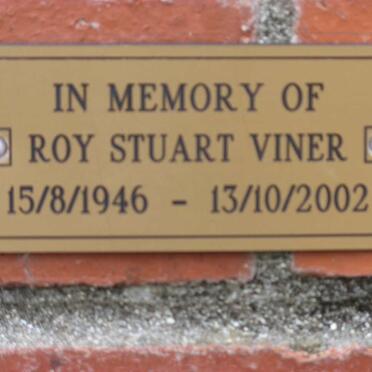 IN MEMORY OF
ROY STUART VINER
15/8/1946 - 13/10/2002